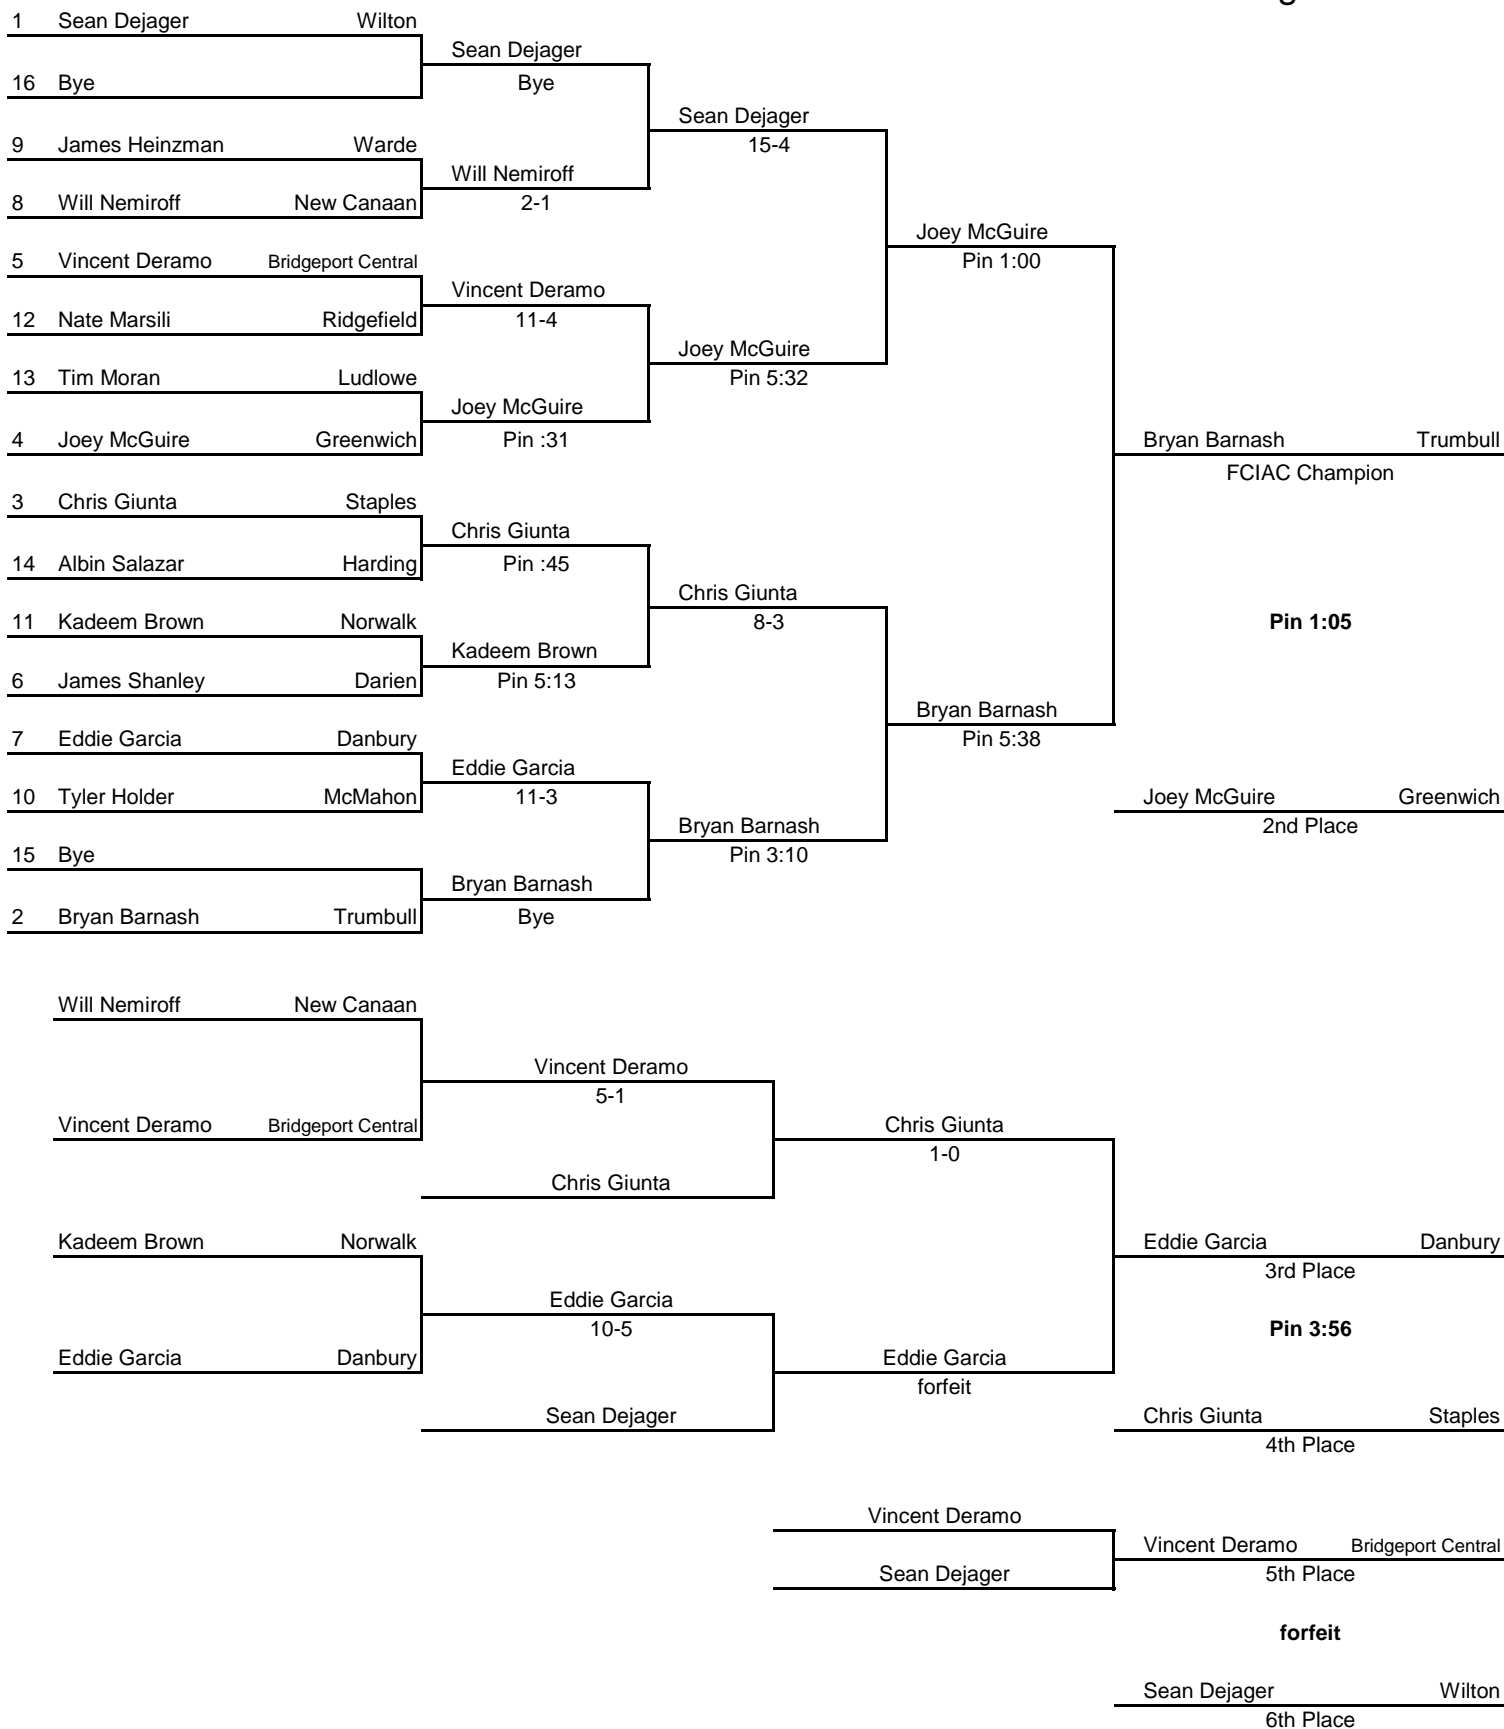 1 Sean Dejager Wilton
Sean Dejager
16 Bye
Bye
Sean Dejager
15-4
9 James Heinzman Warde
Will Nemiroff
8 Will Nemiroff New Canaan
2-1
Joey McGuire
Pin 1:00
5 Vincent Deramo Bridgeport Central
Vincent Deramo
12 Nate Marsili Ridgefield
11-4
Joey McGuire
Pin 5:32
13 Tim Moran Ludlowe
Joey McGuire
4 Joey McGuire Greenwich
Pin :31
Bryan Barnash Trumbull
FCIAC Champion
3 Chris Giunta Staples
Chris Giunta
14 Albin Salazar Harding
Pin :45
Chris Giunta
8-3
11 Kadeem Brown Norwalk
Pin 1:05
Kadeem Brown
6 James Shanley Darien
Pin 5:13
Bryan Barnash
Pin 5:38
7 Eddie Garcia Danbury
Eddie Garcia
10 Tyler Holder McMahon
11-3
Joey McGuire Greenwich
2nd Place
Bryan Barnash
Pin 3:10
15 Bye
Bryan Barnash
2 Bryan Barnash Trumbull
Bye
Will Nemiroff New Canaan
Vincent Deramo
5-1
Vincent Deramo Bridgeport Central
Chris Giunta
1-0
Chris Giunta
Kadeem Brown Norwalk
Eddie Garcia Danbury
3rd Place
Eddie Garcia
10-5
Pin 3:56
Eddie Garcia Danbury
Eddie Garcia
forfeit
Sean Dejager
Chris Giunta Staples
4th Place
Vincent Deramo
Vincent Deramo Bridgeport Central
5th Place
Sean Dejager
forfeit
Sean Dejager Wilton
6th Place